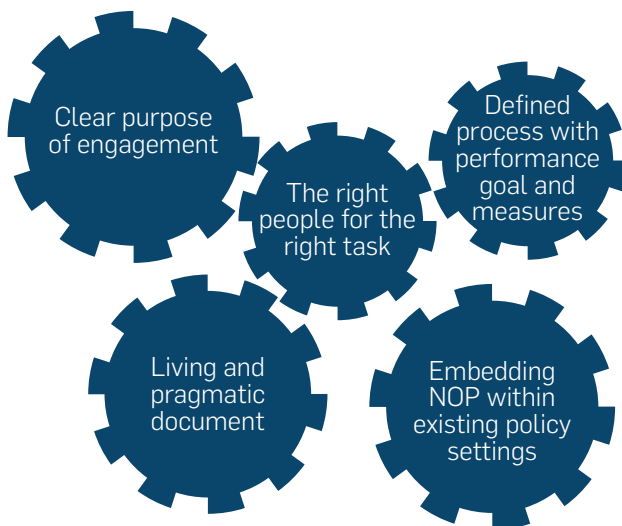 Clear purpose
of engagement
Defined
process with
performance
goal and
measures
The right
people for the
right task
Living and
pragmatic
document
Embedding
NOP within
existing policy
settings